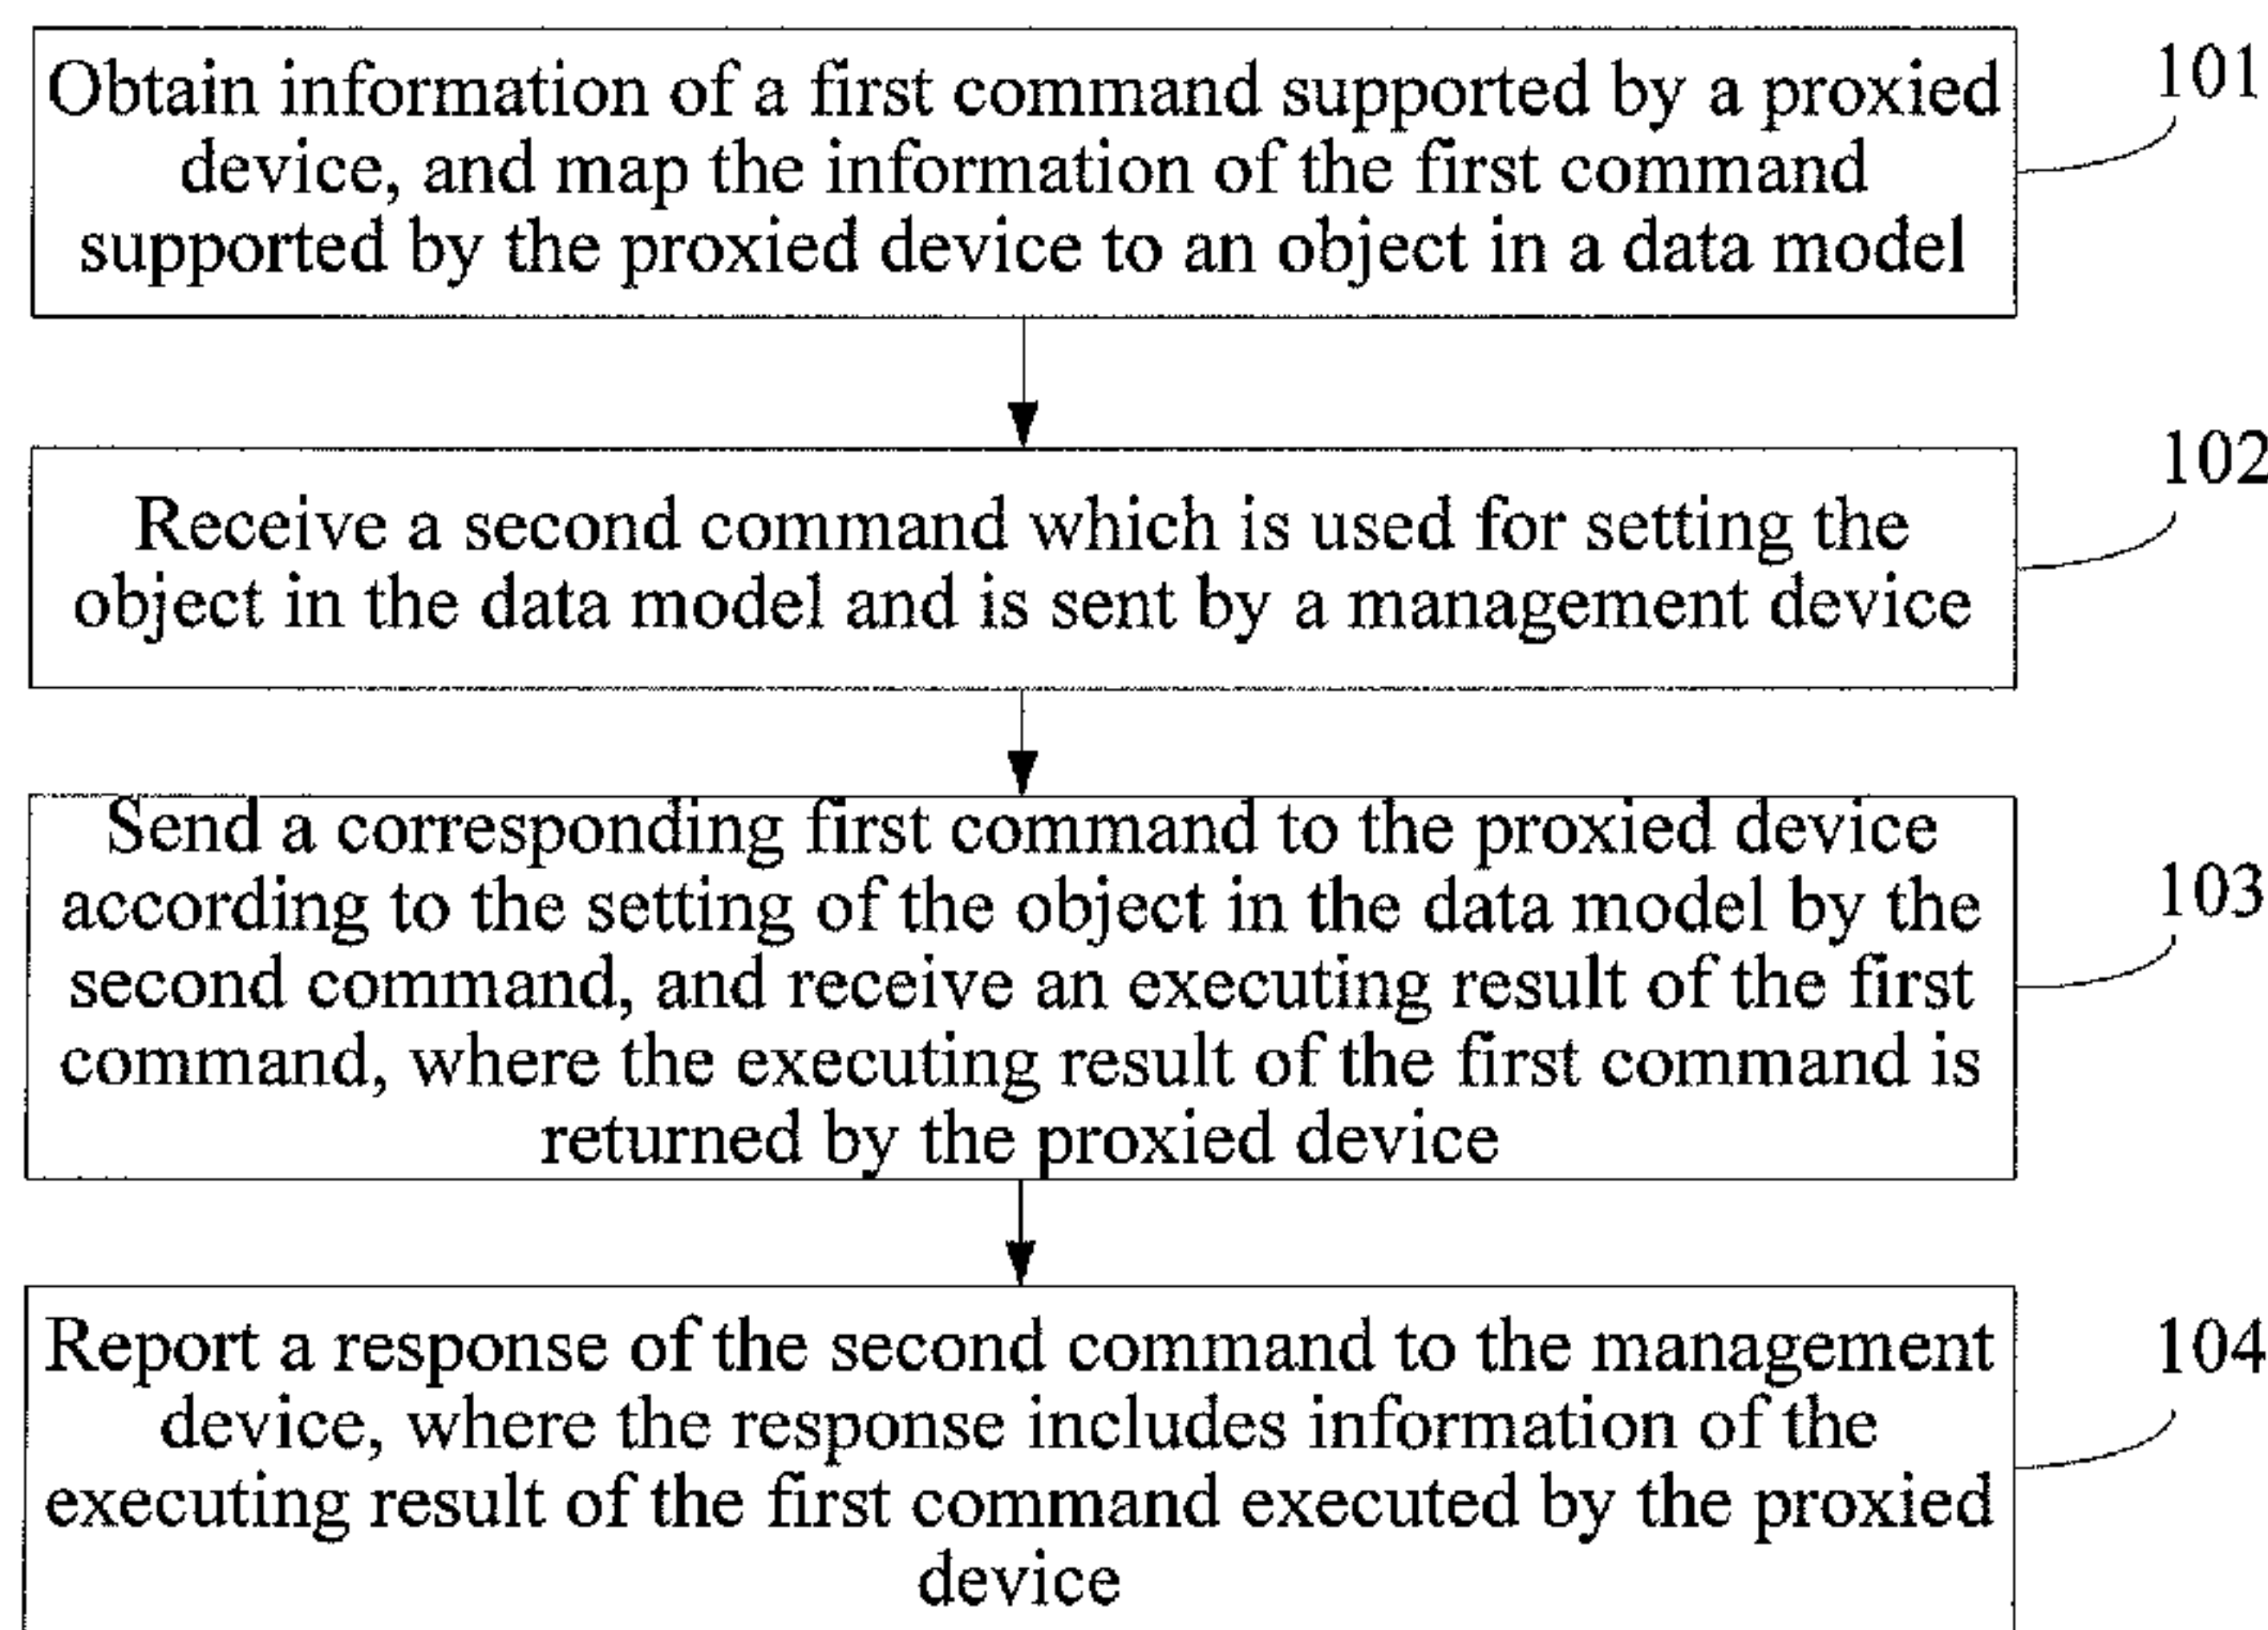 Obtain information of a first command supported by a proxied
device, and map the information of the first command
supported by the proxied device to an object in a data model
101
Receive a second command which is used for setting the
object in the data model and is sent by a management device
102
Send a corresponding first command to the proxied device
according to the setting of the object in the data model by the
second command, and receive an executing result of the first
command, where the executing result of the first command is
returned by the proxied device
103
Report a response of the second command to the management
device, where the response includes information of the
executing result of the first command executed by the proxied
device
104